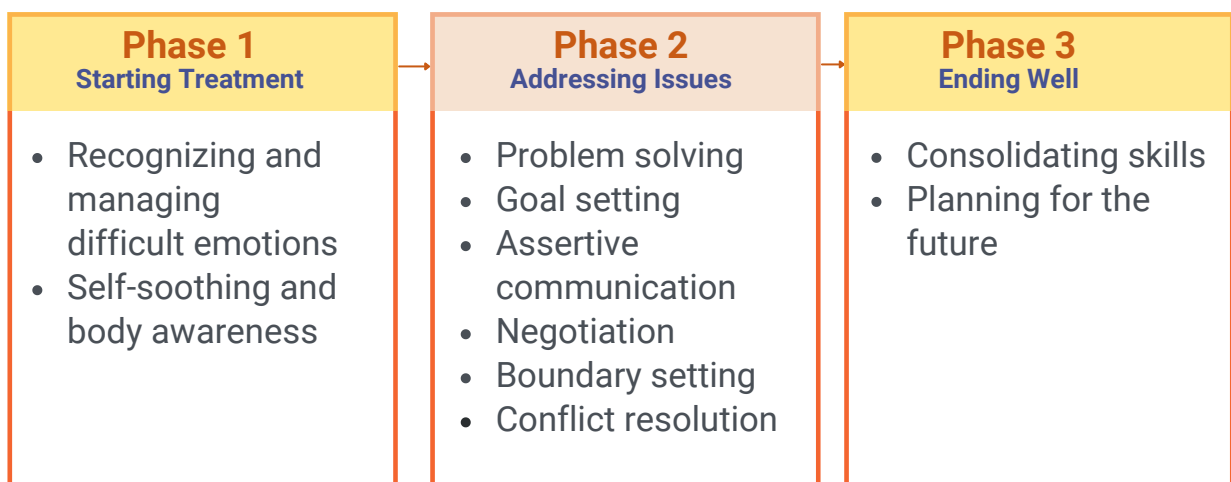 Phase 1
Starting Treatment
• Recognizing and
managing
difficult emotions
• Self-soothing and
body awareness
Phase 2
Addressing Issues
• Problem solving
• Goal setting
• Assertive
communication
• Negotiation
• Boundary setting
• Conflict resolution
Phase 3
Ending Well
• Consolidating skills
• Planning for the
future